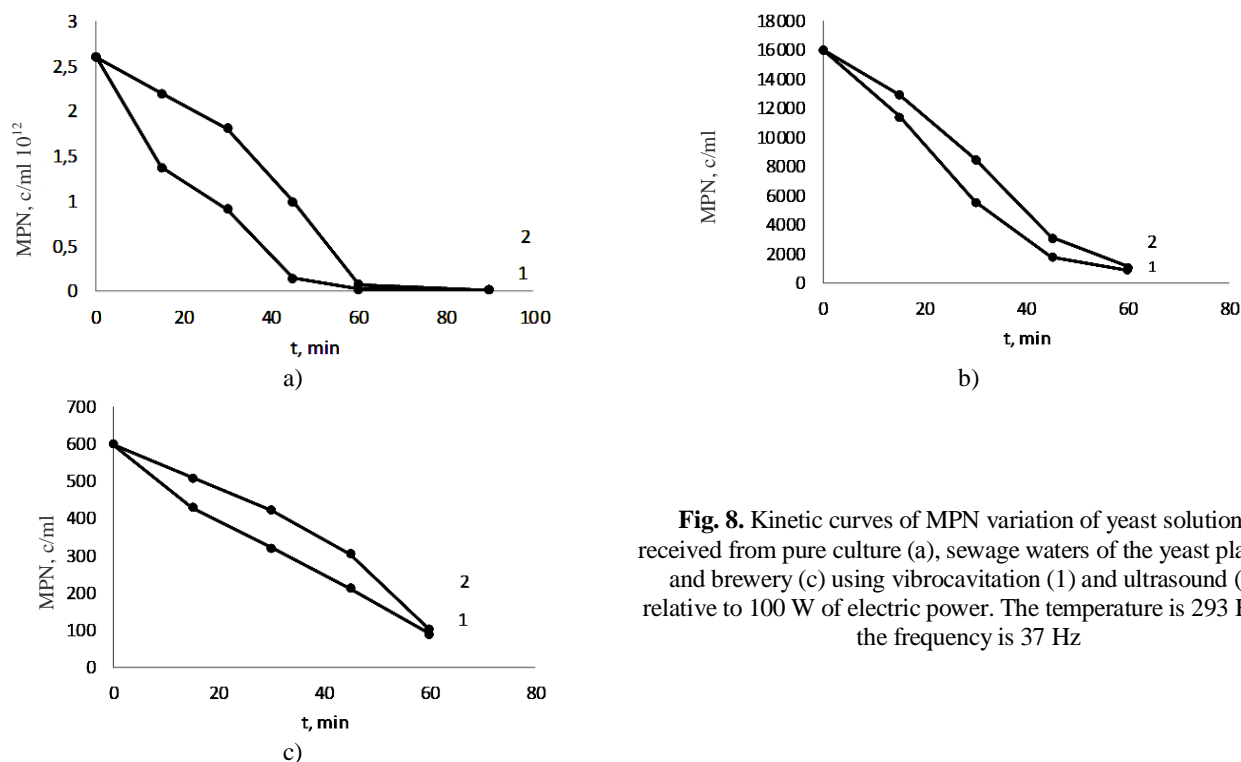 3
2,5
2
1,5
1
0,5
0
MPN, c/ml 10¹²
2
1
0 20 40 60 80 100
t, min
a)
18000
16000
14000
12000
10000
8000
6000
4000
2000
0
MPN, c/ml
2
1
0 20 40 60 80
t, min
b)
700
600
500
400
300
200
100
0
MPN, c/ml
2
1
0 20 40 60 80
t, min
c)
Fig. 8. Kinetic curves of MPN variation of yeast solution
received from pure culture (a), sewage waters of the yeast pla
and brewery (c) using vibrocavitation (1) and ultrasound (
relative to 100 W of electric power. The temperature is 293
the frequency is 37 Hz